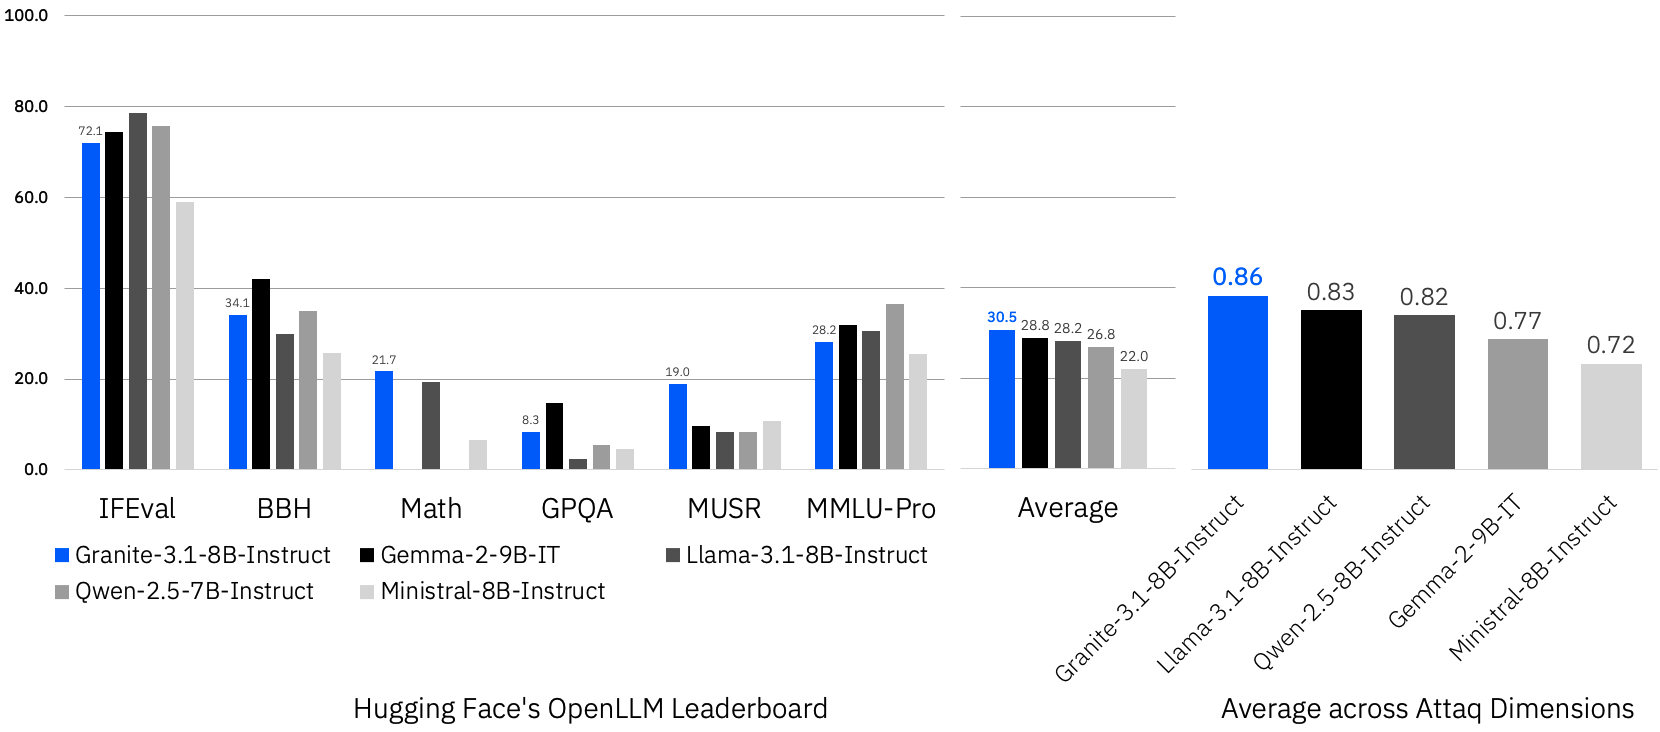 100.0
80.0
60.0
40.0
20.0
0.0
72.1
34.1
21.7
8.3
19.0
28.2
IFEval BBH Math GPQA MUSR MMLU-Pro
30.5 28.8 28.2 26.8 22.0
Average
Granite-3.1-8B-Instruct Gemma-2-9B-IT Llama-3.1-8B-Instruct
Qwen-2.5-7B-Instruct Ministral-8B-Instruct
Hugging Face's OpenLLM Leaderboard
0.86
0.83
0.82
0.77
0.72
Granite-3.1-8B-Instruct
Llama-3.1-8B-Instruct
Qwen-2.5-8B-Instruct
Gemma-2-9B-IT
Ministral-8B-Instruct
Average across Attaq Dimensions